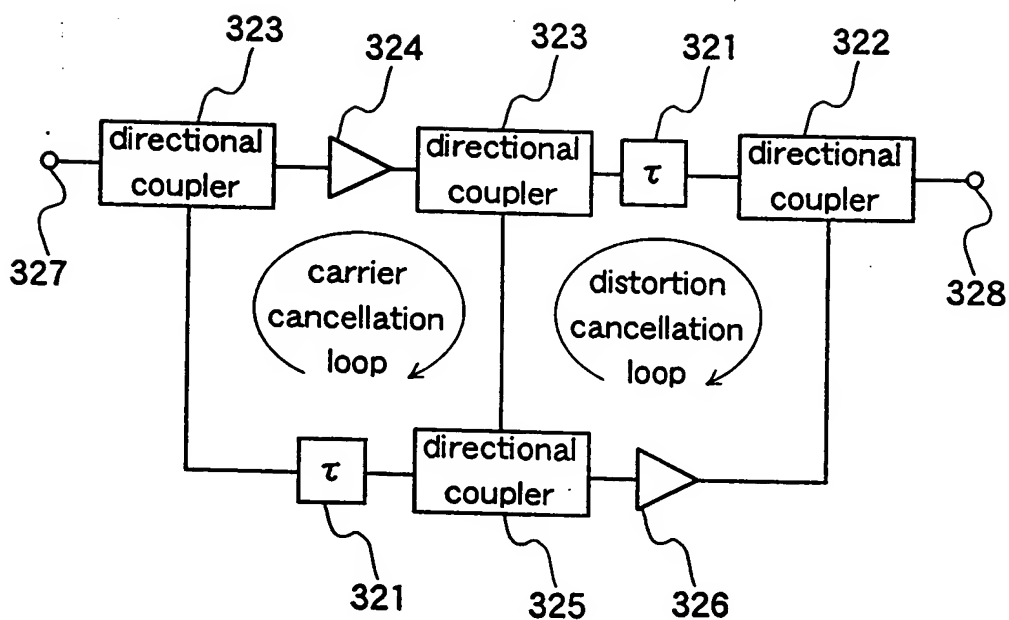 323
324
323
321
322
directional
coupler
directional
coupler
τ
directional
coupler
327
328
carrier
cancellation
loop
distortion
cancellation
loop
τ
directional
coupler
321
325
326